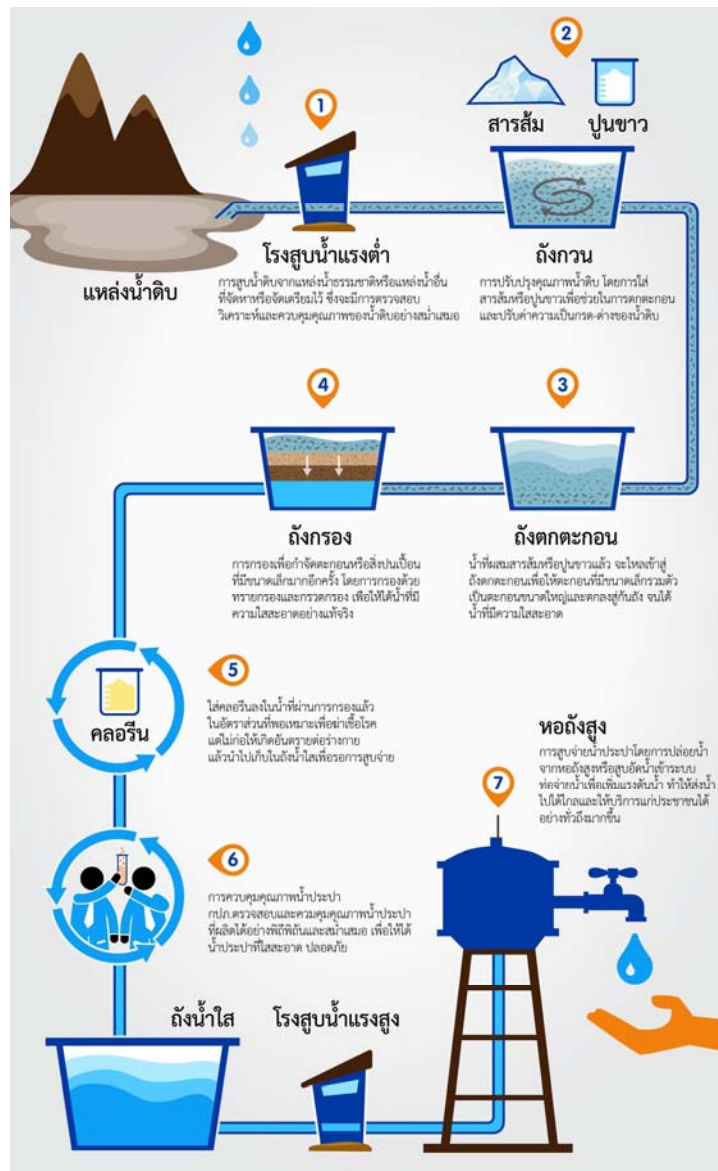 1
2
สารส้ม
ปูนขาว
แหล่งน้ำดิบ
โรงสูบน้ำแรงต่ำ
การสูบน้ำดิบจากแหล่งน้ำธรรมชาติหรือแหล่งน้ำอื่น
ที่จัดหาหรือจัดเตรียมไว้ ซึ่งจะมีการตรวจสอบ
วิเคราะห์และควบคุมคุณภาพของน้ำดิบอย่างสม่ำเสมอ
ถังกวน
การปรับปรุงคุณภาพน้ำดิบ โดยการใส่
สารส้มหรือปูนขาวเพื่อช่วยในการตกตะกอน
และปรับค่าความเป็นกรด-ด่างของน้ำดิบ
3
ถังตกตะกอน
น้ำที่ผสมสารส้มหรือปูนขาวแล้ว จะไหลเข้าสู่
ถังตกตะกอนเพื่อให้ตะกอนที่มีขนาดเล็กรวมตัว
เป็นตะกอนขนาดใหญ่และตกลงสู่ก้นถัง จนได้
น้ำที่มีความใสสะอาด
4
ถังกรอง
การกรองเพื่อกำจัดตะกอนหรือสิ่งปนเปื้อน
ที่มีขนาดเล็กมากอีกครั้ง โดยการกรองด้วย
ทรายกรองและกรวดกรอง เพื่อให้ได้น้ำที่มี
ความใสสะอาดอย่างแท้จริง
คลอรีน
5
ใส่คลอรีนลงในน้ำที่ผ่านการกรองแล้ว
ในอัตราส่วนที่พอเหมาะเพื่อฆ่าเชื้อโรค
แต่ไม่ก่อให้เกิดอันตรายต่อร่างกาย
แล้วนำไปเก็บในถังน้ำใสเพื่อรอการสูบจ่าย
6
การควบคุมคุณภาพน้ำประปา
กปภ.ตรวจสอบและควมคุมคุณภาพน้ำประปา
ที่ผลิตได้อย่างพิถีพิถันและสม่ำเสมอ เพื่อให้ได้
น้ำประปาที่ใสสะอาด ปลอดภัย
ถังน้ำใส
โรงสูบน้ำแรงสูง
7
หอถังสูง
การสูบจ่ายน้ำประปาโดยการปล่อยน้ำ
จากหอถังสูงหรือสูบอัดน้ำเข้าระบบ
ท่อจ่ายน้ำเพื่อเพิ่มแรงดันน้ำ ทำให้ส่งน้ำ
ไปได้ไกลและให้บริการแก่ประชาชนได้
อย่างทั่วถึงมากขึ้น